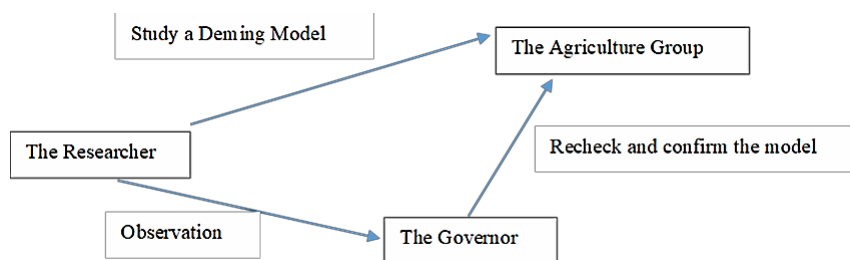 Study a Deming Model
The Agriculture Group
The Researcher
Recheck and confirm the model
Observation
The Governor